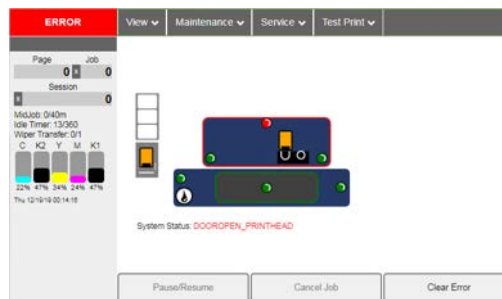 ERROR
View
Maintenance
Service
Test Print
Page Job
0 x 0
Session
x 0
MidJob: 0/40m
Idle Timer: 13/360
Wiper Transfer: 0/1
C K2 Y M K1
22% 47% 34% 24% 47%
Thu 12/19/19 00:14:16
System Status: DOOROPEN_PRINTHEAD
Pause/Resume
Cancel Job
Clear Error